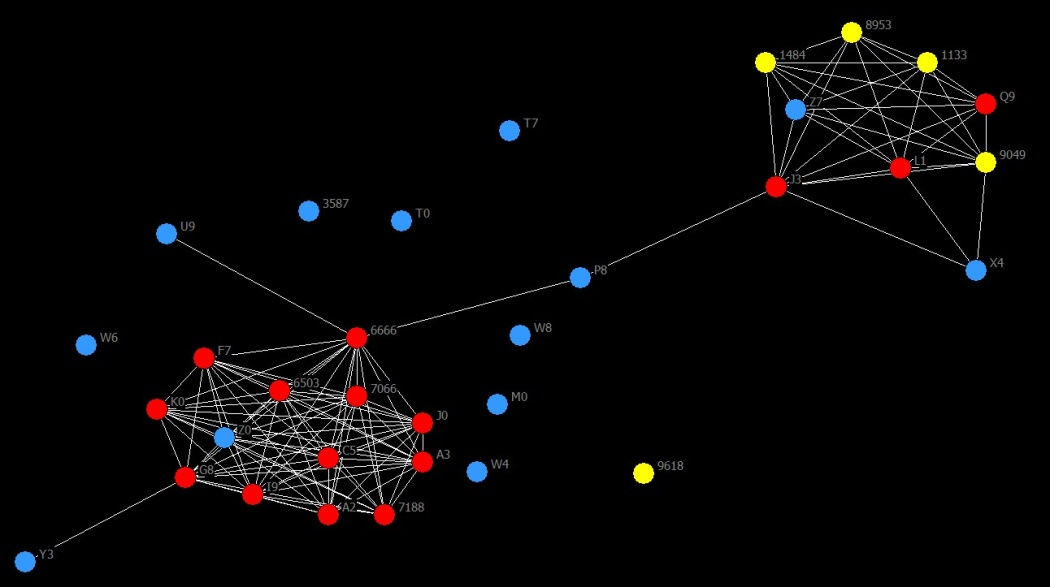 8953
1484
1133
Z7
Q9
T7
9049
L1
J3
3587
T0
U9
X4
P8
W8
6666
W6
F7
6503
7066
M0
K0
J0
Z0
C5
A3
W4
9618
G8
I9
A2
7188
Y3